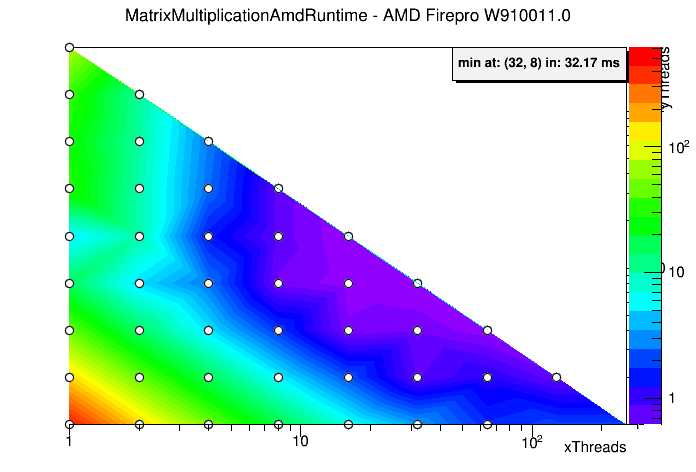 MatrixMultiplicationAmdRuntime - AMD Firepro W910011.0
min at: (32, 8) in: 32.17 ms
yThreads
10²
10
1
1
10
10²
xThreads